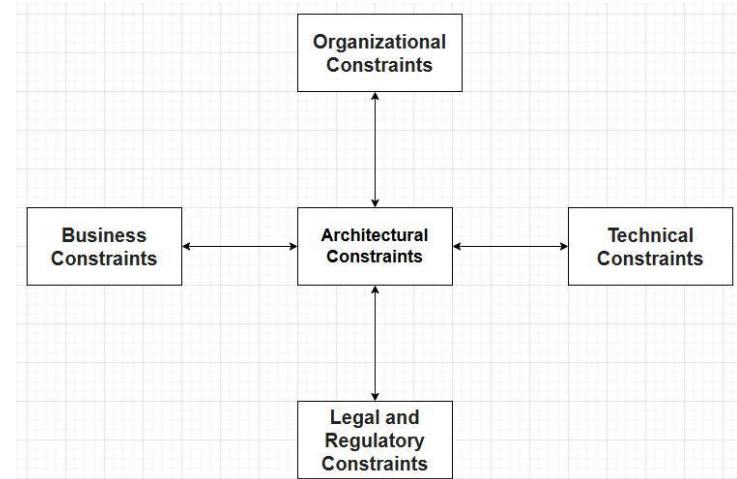 Organizational
Constraints
Business
Constraints
Architectural
Constraints
Technical
Constraints
Legal and
Regulatory
Constraints